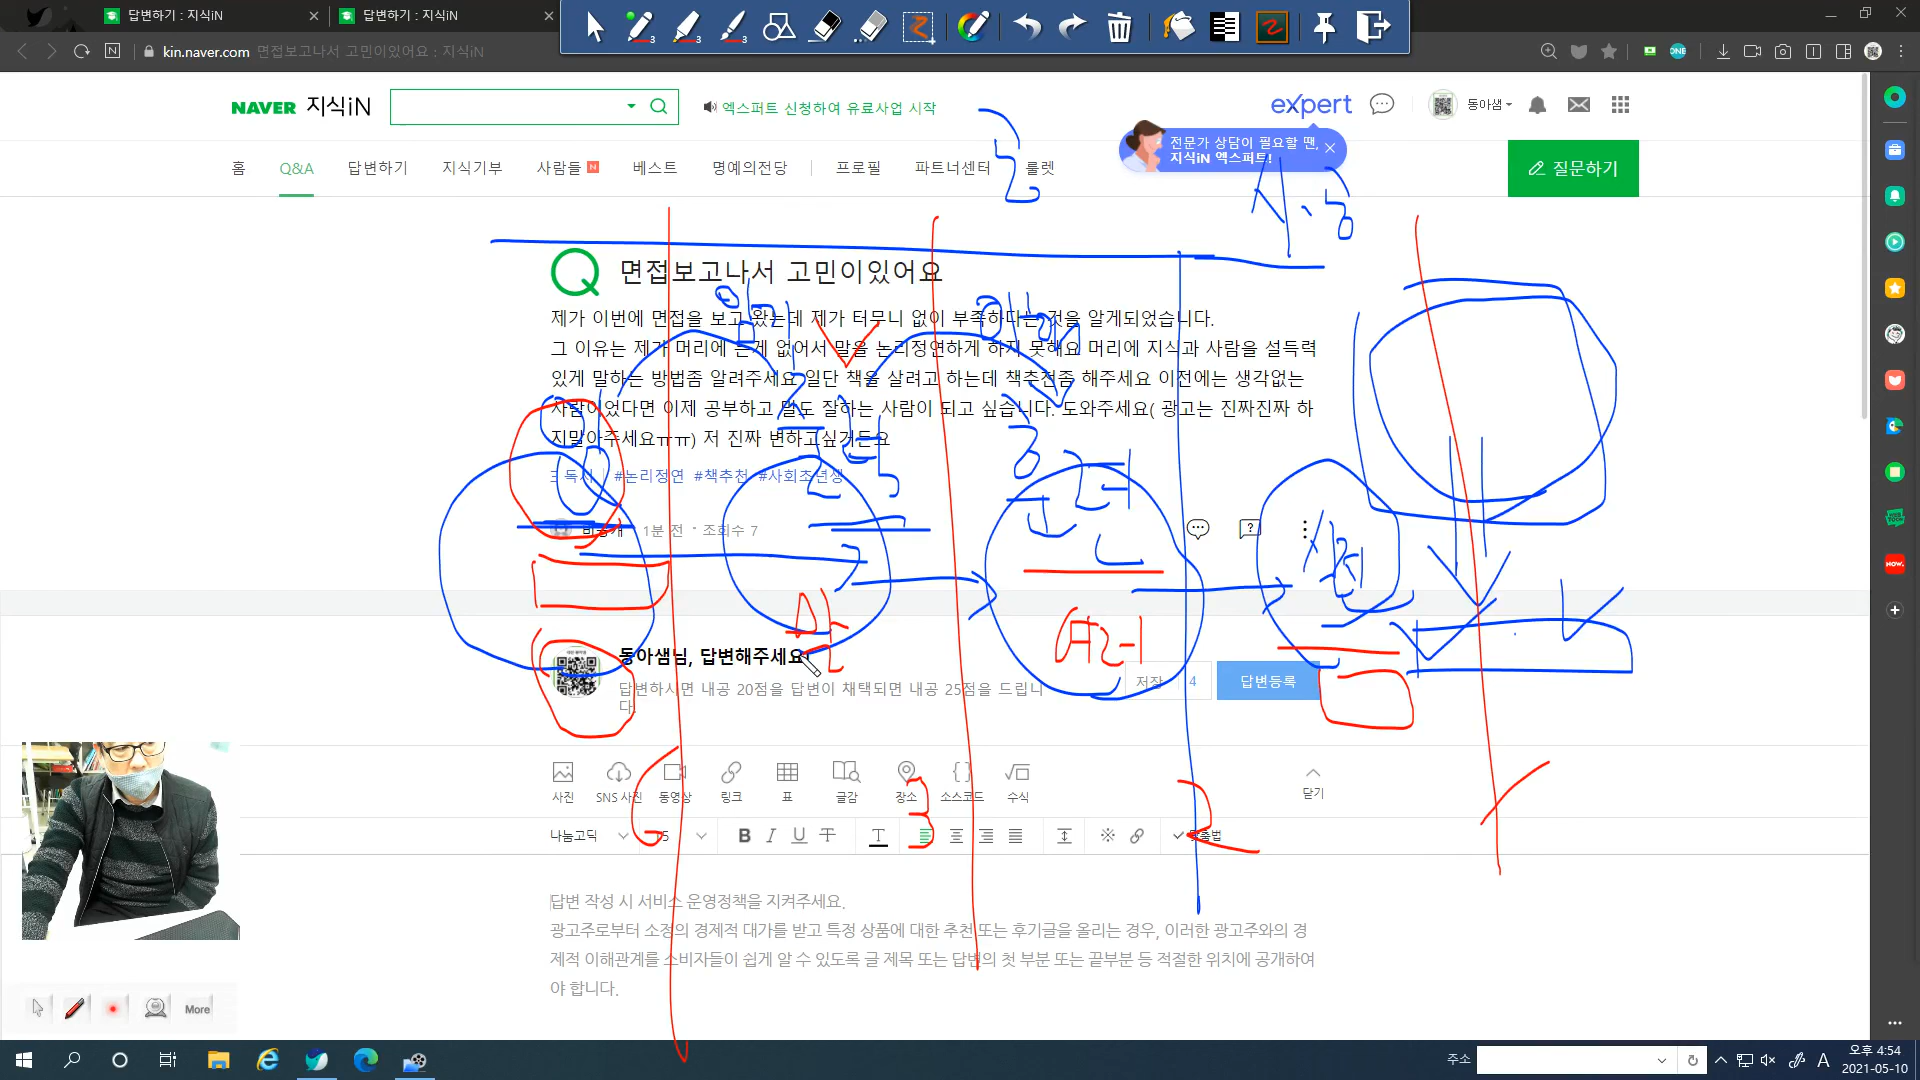 답변하기 : 지식iN
답변하기 : 지식iN
kin.naver.com 면접보고나서 고민이있어요 : 지식iN
NAVER 지식iN
엑스퍼트 신청하여 유료사업 시작
expert
동아샘
전문가 상담이 필요할 땐,
지식iN 엑스퍼트!
홈 Q&A 답변하기 지식기부 사람들 N 베스트 명예의전당 프로필 파트너센터 룰렛
질문하기
면접보고나서 고민이있어요
제가 이번에 면접을 보고 왔는데 제가 터무니 없이 부족하다는 것을 알게되었습니다.
그 이유는 제가 머리에 든게 없어서 말을 논리정연하게 하지 못해요 머리에 지식과 사람을 설득력
있게 말하는 방법좀 알려주세요 일단 책을 살려고 하는데 책추천좀 해주세요 이전에는 생각없는
사람이었다면 이제 공부하고 말도 잘하는 사람이 되고 싶습니다. 도와주세요( 광고는 진짜진짜 하
지말아주세요ㅠㅠ) 저 진짜 변하고싶거든요
독서 #논리정연 #책추천 #사회초년생
비공개 1분 전 · 조회수 7
동아샘님, 답변해주세요!
답변하시면 내공 20점을 답변이 채택되면 내공 25점을 드립니
다.
저장 4 답변등록
사진 SNS 사진 동영상 링크 표 글감 장소 소스코드 수식 닫기
나눔고딕 15 B I U T T 맞춤법
6 3 2
답변 작성 시 서비스 운영정책을 지켜주세요.
광고주로부터 소정의 경제적 대가를 받고 특정 상품에 대한 추천 또는 후기글을 올리는 경우, 이러한 광고주와의 경
제적 이해관계를 소비자들이 쉽게 알 수 있도록 글 제목 또는 답변의 첫 부분 또는 끝부분 등 적절한 위치에 공개하여
야 합니다.
More
주소
A
오후 4:54
2021-05-10